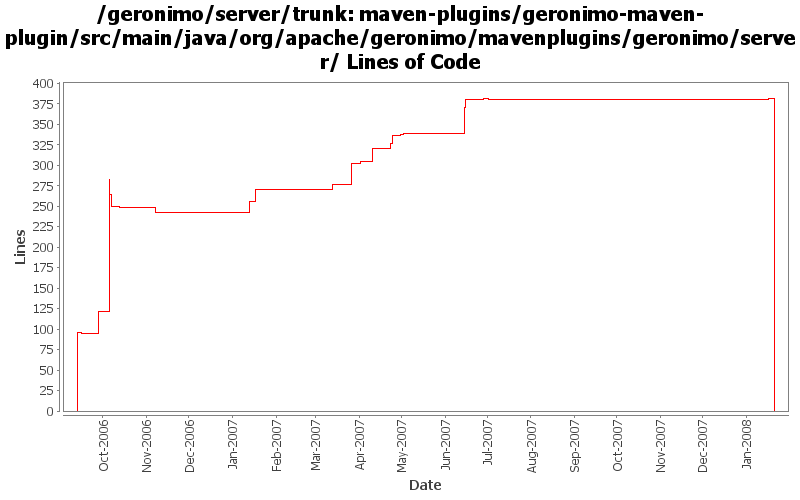 /geronimo/server/trunk: maven-plugins/geronimo-maven-
plugin/src/main/java/org/apache/geronimo/mavenplugins/geronimo/serve
r/ Lines of Code
400
375
350
325
300
275
250
225
200
175
150
125
100
75
50
25
0
Lines
Oct-2006
Nov-2006
Dec-2006
Jan-2007
Feb-2007
Mar-2007
Apr-2007
May-2007
Jun-2007
Jul-2007
Aug-2007
Sep-2007
Oct-2007
Nov-2007
Dec-2007
Jan-2008
Date